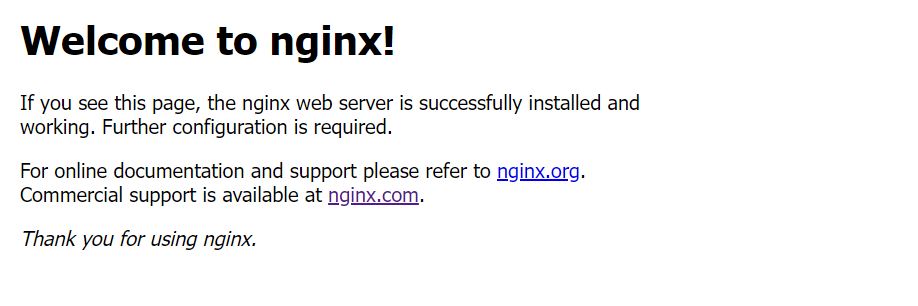 Welcome to nginx!
If you see this page, the nginx web server is successfully installed and
working. Further configuration is required.
For online documentation and support please refer to nginx.org.
Commercial support is available at nginx.com.
Thank you for using nginx.